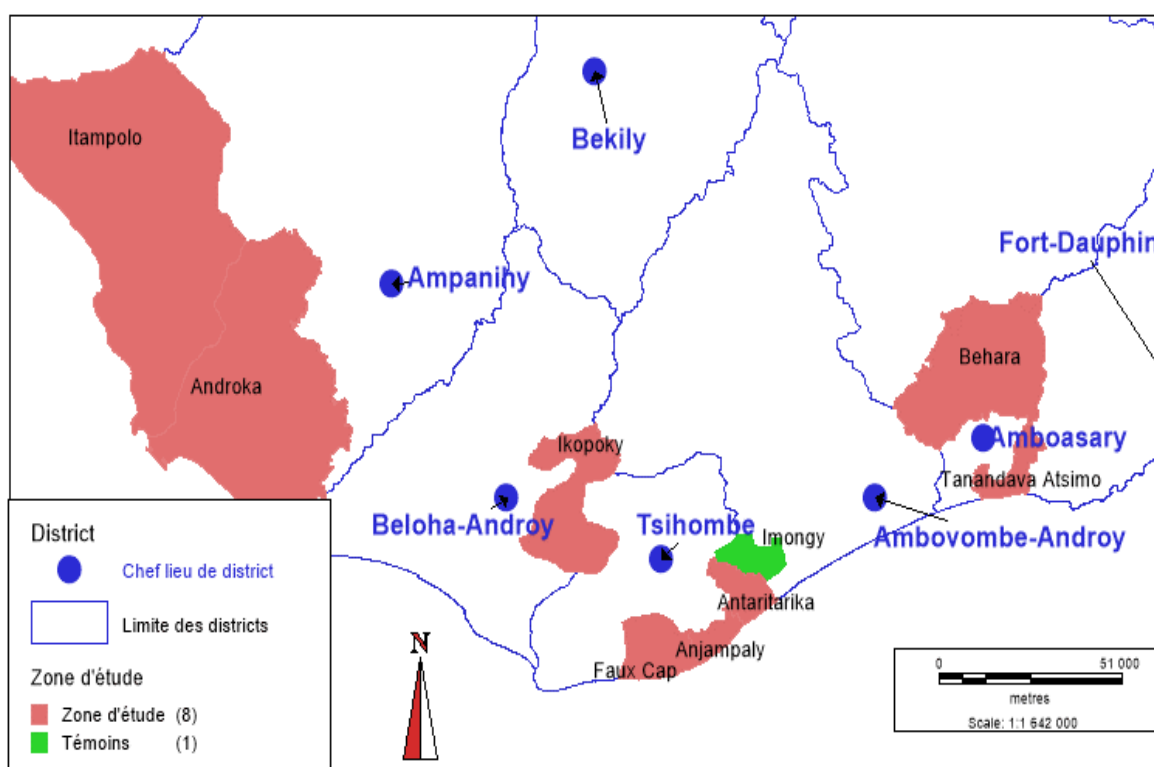 Itampolo
Bekily
Fort-Dauphin
Ampanihy
Behara
Androka
Ikopoky
Amboasary
Tanandava Atsimo
Beloha-Androy
Tsihombe
Imongy
Ambovombe-Androy
Antaritarika
Anjampaly
Faux Cap
District
Chef lieu de district
Limite des districts
Zone d'étude
Zone d'étude (8)
Témoins (1)
N
0 51 000
metres
Scale: 1:1 642 000